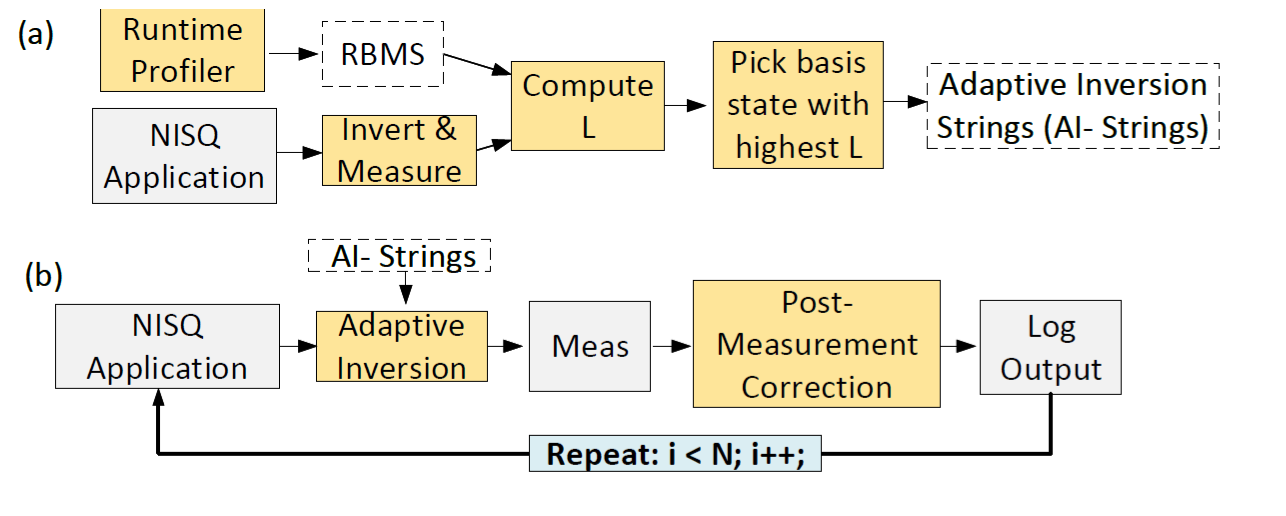 (a)
Runtime
Profiler
RBMS
NISQ
Application
Invert &
Measure
Compute
L
Pick basis
state with
highest L
Adaptive Inversion
Strings (AI- Strings)
(b)
AI- Strings
NISQ
Application
Adaptive
Inversion
Meas
Post-
Measurement
Correction
Log
Output
Repeat: i < N; i++;